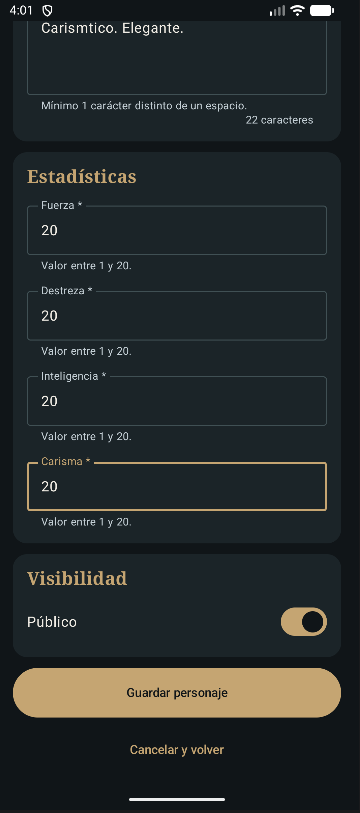 4:01
Carismtico. Elegante.
Mínimo 1 carácter distinto de un espacio.
22 caracteres
Estadísticas
Fuerza *
20
Valor entre 1 y 20.
Destreza *
20
Valor entre 1 y 20.
Inteligencia *
20
Valor entre 1 y 20.
Carisma *
20
Valor entre 1 y 20.
Visibilidad
Público
Guardar personaje
Cancelar y volver